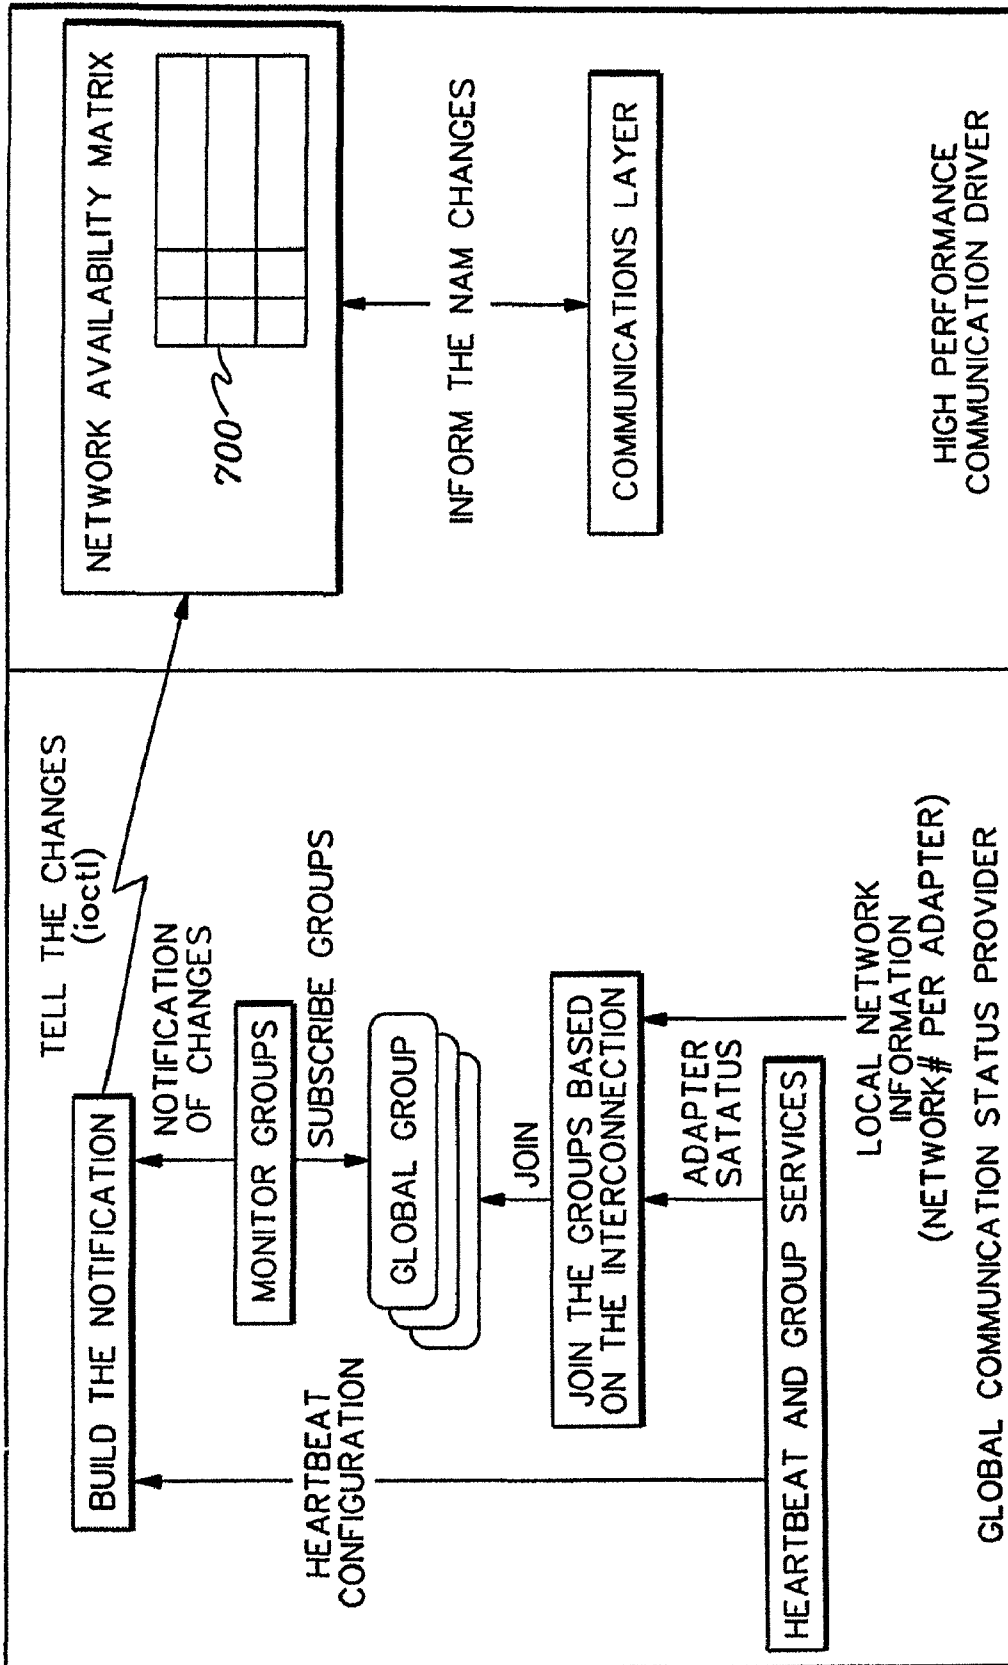 TELL THE CHANGES
(ioctl)
BUILD THE NOTIFICATION
NOTIFICATION
OF CHANGES
MONITOR GROUPS
SUBSCRIBE GROUPS
GLOBAL GROUP
HEARTBEAT
CONFIGURATION
JOIN
JOIN THE GROUPS BASED
ON THE INTERCONNECTION
ADAPTER
SATATUS
HEARTBEAT AND GROUP SERVICES
LOCAL NETWORK
INFORMATION
(NETWORK# PER ADAPTER)
GLOBAL COMMUNICATION STATUS PROVIDER
NETWORK AVAILABILITY MATRIX
700
INFORM THE NAM CHANGES
COMMUNICATIONS LAYER
HIGH PERFORMANCE
COMMUNICATION DRIVER